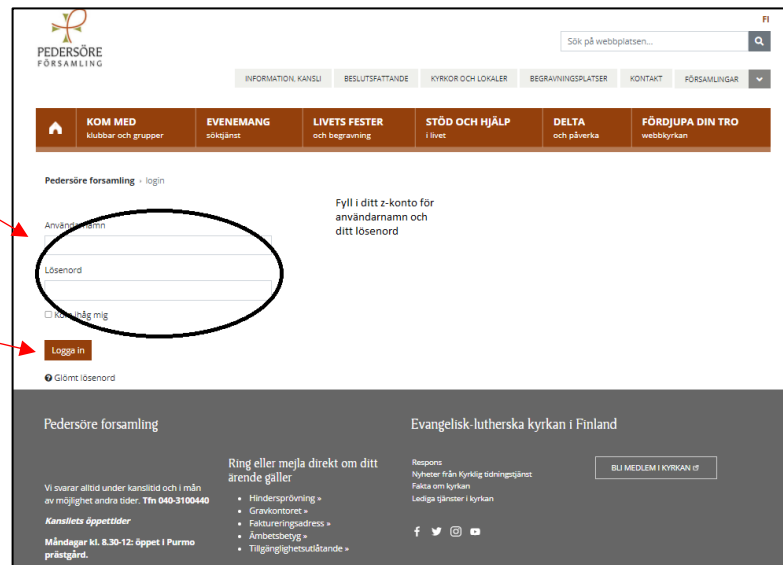 FI
PEDERSÖRE
FÖRSAMLING
Sök på webbplatsen...
INFORMATION, KANSLI BESLUTSFATTANDE KYRKOR OCH LOKALER BEGRAVNINGSPLATSER KONTAKT FÖRSAMLINGAR
KOM MED EVENEMANG LIVETS FESTER STÖD OCH HJÄLP DELTA FÖRDJUPA DIN TRO
klubbar och grupper söktjänst och begravning i livet och påverka webbkyrkan
Pedersöre forsamling login
Fyll i ditt z-konto för
användarnamn och
ditt lösenord
Användarnamn
Lösenord
Kom ihåg mig
Logga in
Glömt lösenord
Pedersöre forsamling
Vi svarar alltid under kanslitid och i mån
av möjlighet andra tider. Tfn 040-3100440
Kansliets öppettider
Måndagar kl. 8.30-12: öppet i Purmo
prästgård.
Ring eller mejla direkt om ditt
ärende gäller
Hindersprövning »
Gravkontoret »
Faktureringsadress »
Ämbetsbetyg »
Tillgänglighetsutlåtande »
Evangelisk-lutherska kyrkan i Finland
Respons
Nyheter från Kyrklig tidningstjänst
Fakta om kyrkan
Lediga tjänster i kyrkan
BLI MEDLEM I KYRKAN